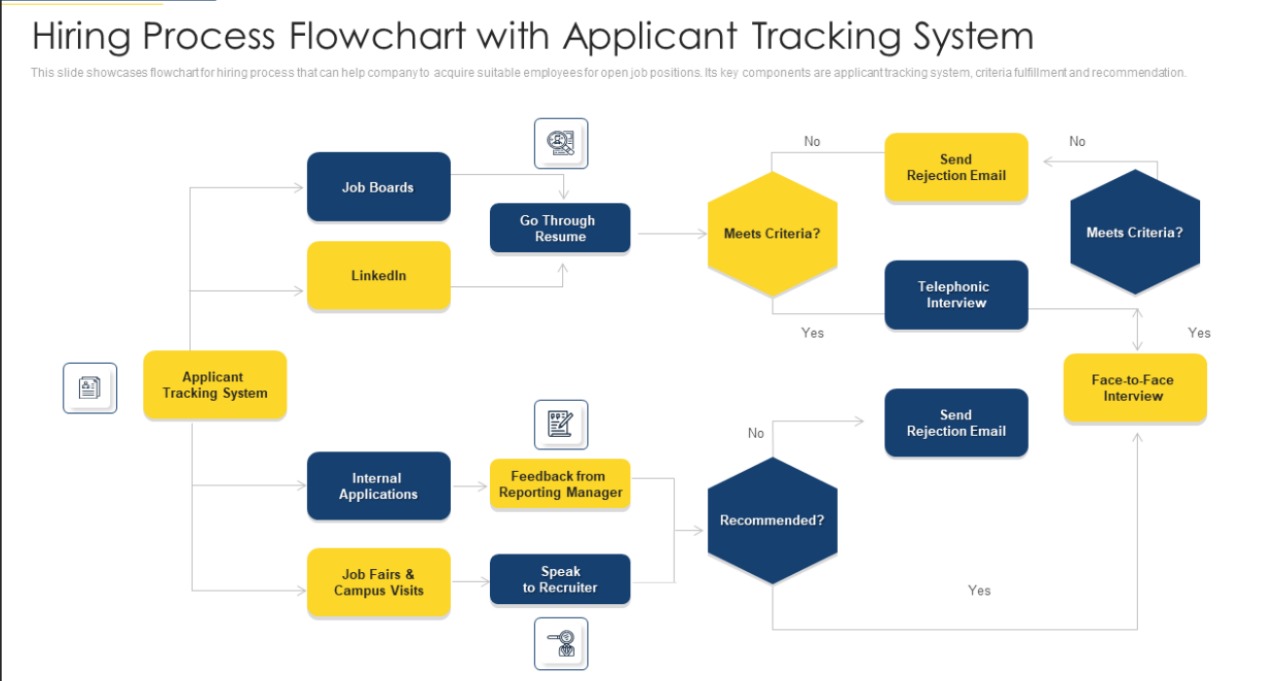 Hiring Process Flowchart with Applicant Tracking System
This slide showcases flowchart for hiring process that can help company to acquire suitable employees for open job positions. Its key components are applicant tracking system, criteria fulfillment and recommendation.
Job Boards
LinkedIn
Go Through
Resume
Meets Criteria?
No
Send
Rejection Email
No
Meets Criteria?
Telephonic
Interview
Yes
Yes
Applicant
Tracking System
Face-to-Face
Interview
Internal
Applications
Feedback from
Reporting Manager
Job Fairs &
Campus Visits
Speak
to Recruiter
Recommended?
No
Send
Rejection Email
Yes